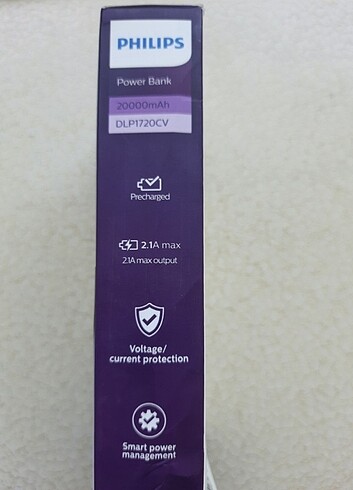 PHILIPS
Power Bank
20000mAh
DLP1720CV
Precharged
2.1A max
2.1A max output
Voltage/
current protection
Smart power
management